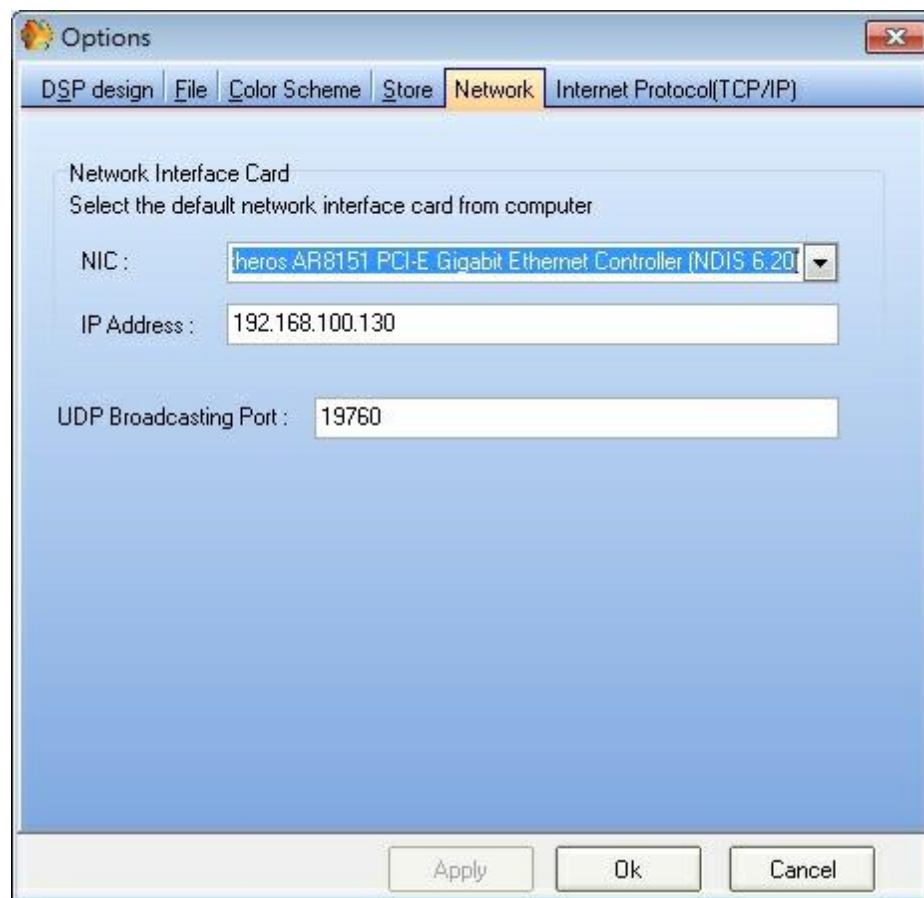 Options
DSP design File Color Scheme Store Network Internet Protocol(TCP/IP)
Network Interface Card
Select the default network interface card from computer
NIC : theros AR8151 PCI-E Gigabit Ethernet Controller (NDIS 6.20)
IP Address : 192.168.100.130
UDP Broadcasting Port : 19760
Apply Ok Cancel